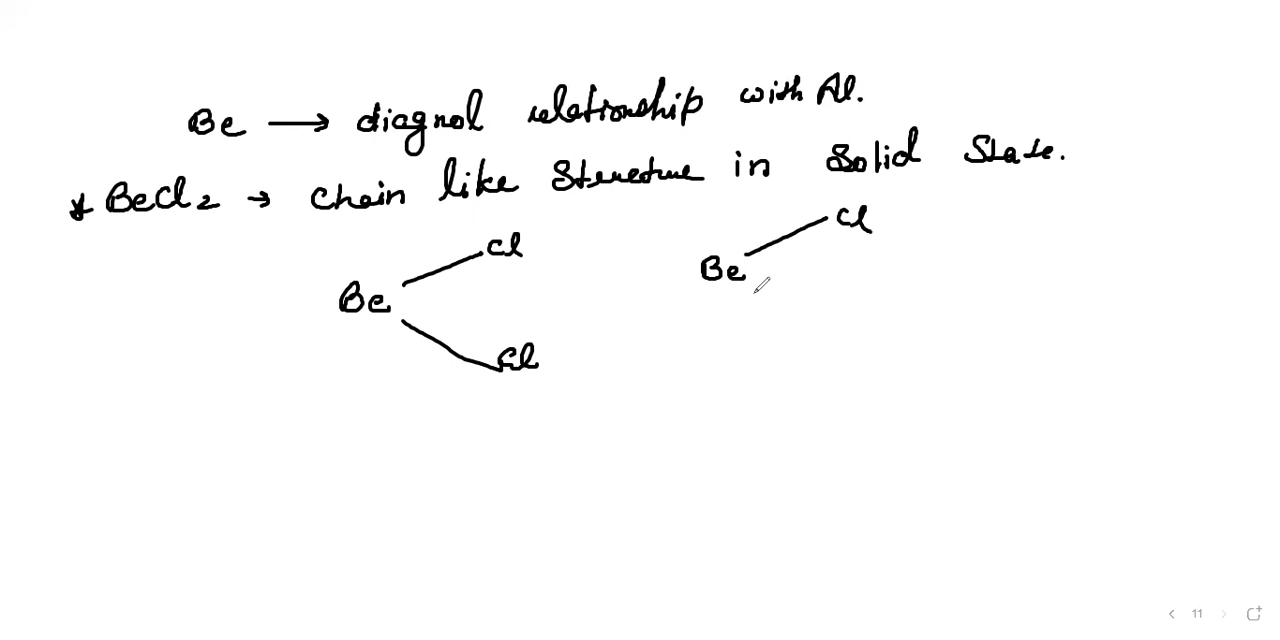 Be → diagnol relationship with Al.
* BeCl2 → Chain like Structure in Solid State.
Cl Cl
Be Be
Cl
11